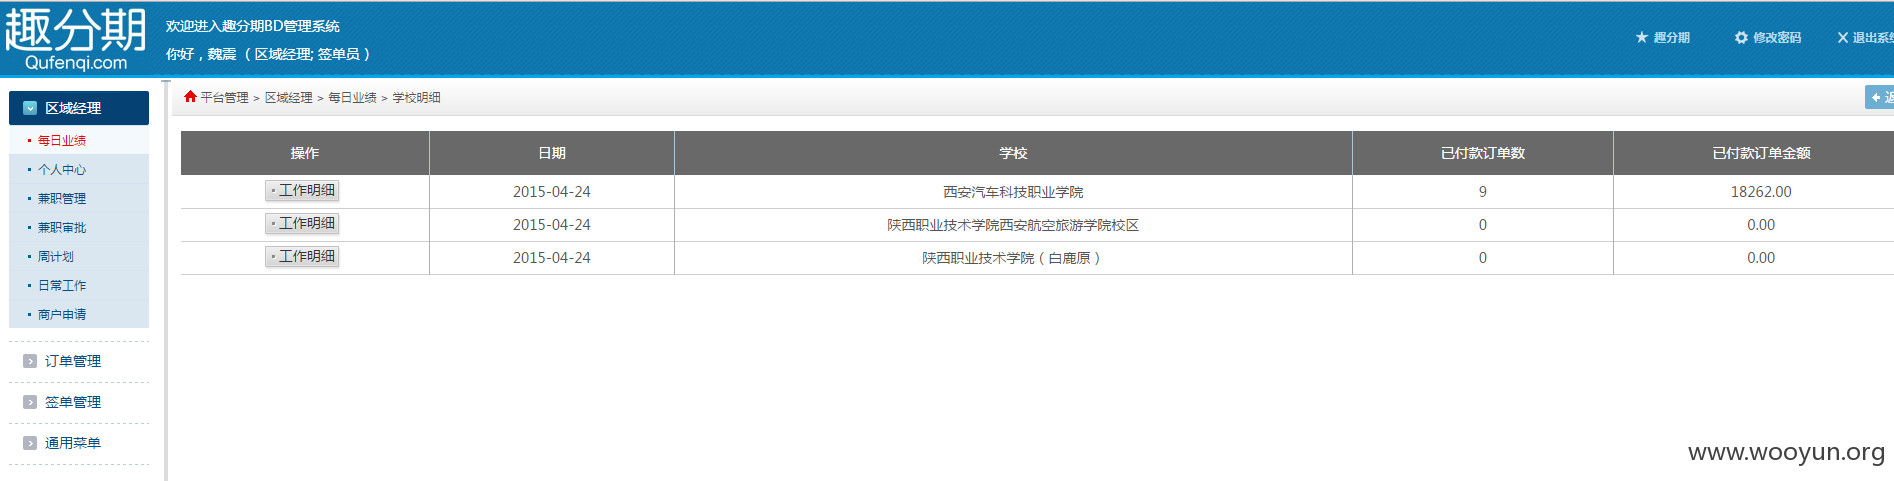 趣分期
Qufenqi.com
欢迎进入趣分期BD管理系统
你好，魏震 （ 区域经理; 签单员 ）
趣分期
修改密码
退出系
区域经理
每日业绩
个人中心
兼职管理
兼职审批
周计划
日常工作
商户申请
订单管理
签单管理
通用菜单
平台管理 > 区域经理 > 每日业绩 > 学校明细
操作 日期 学校 已付款订单数 已付款订单金额
工作明细 2015-04-24 西安汽车科技职业学院 9 18262.00
工作明细 2015-04-24 陕西职业技术学院西安航空旅游学院校区 0 0.00
工作明细 2015-04-24 陕西职业技术学院（白鹿原） 0 0.00
www.wooyun.org